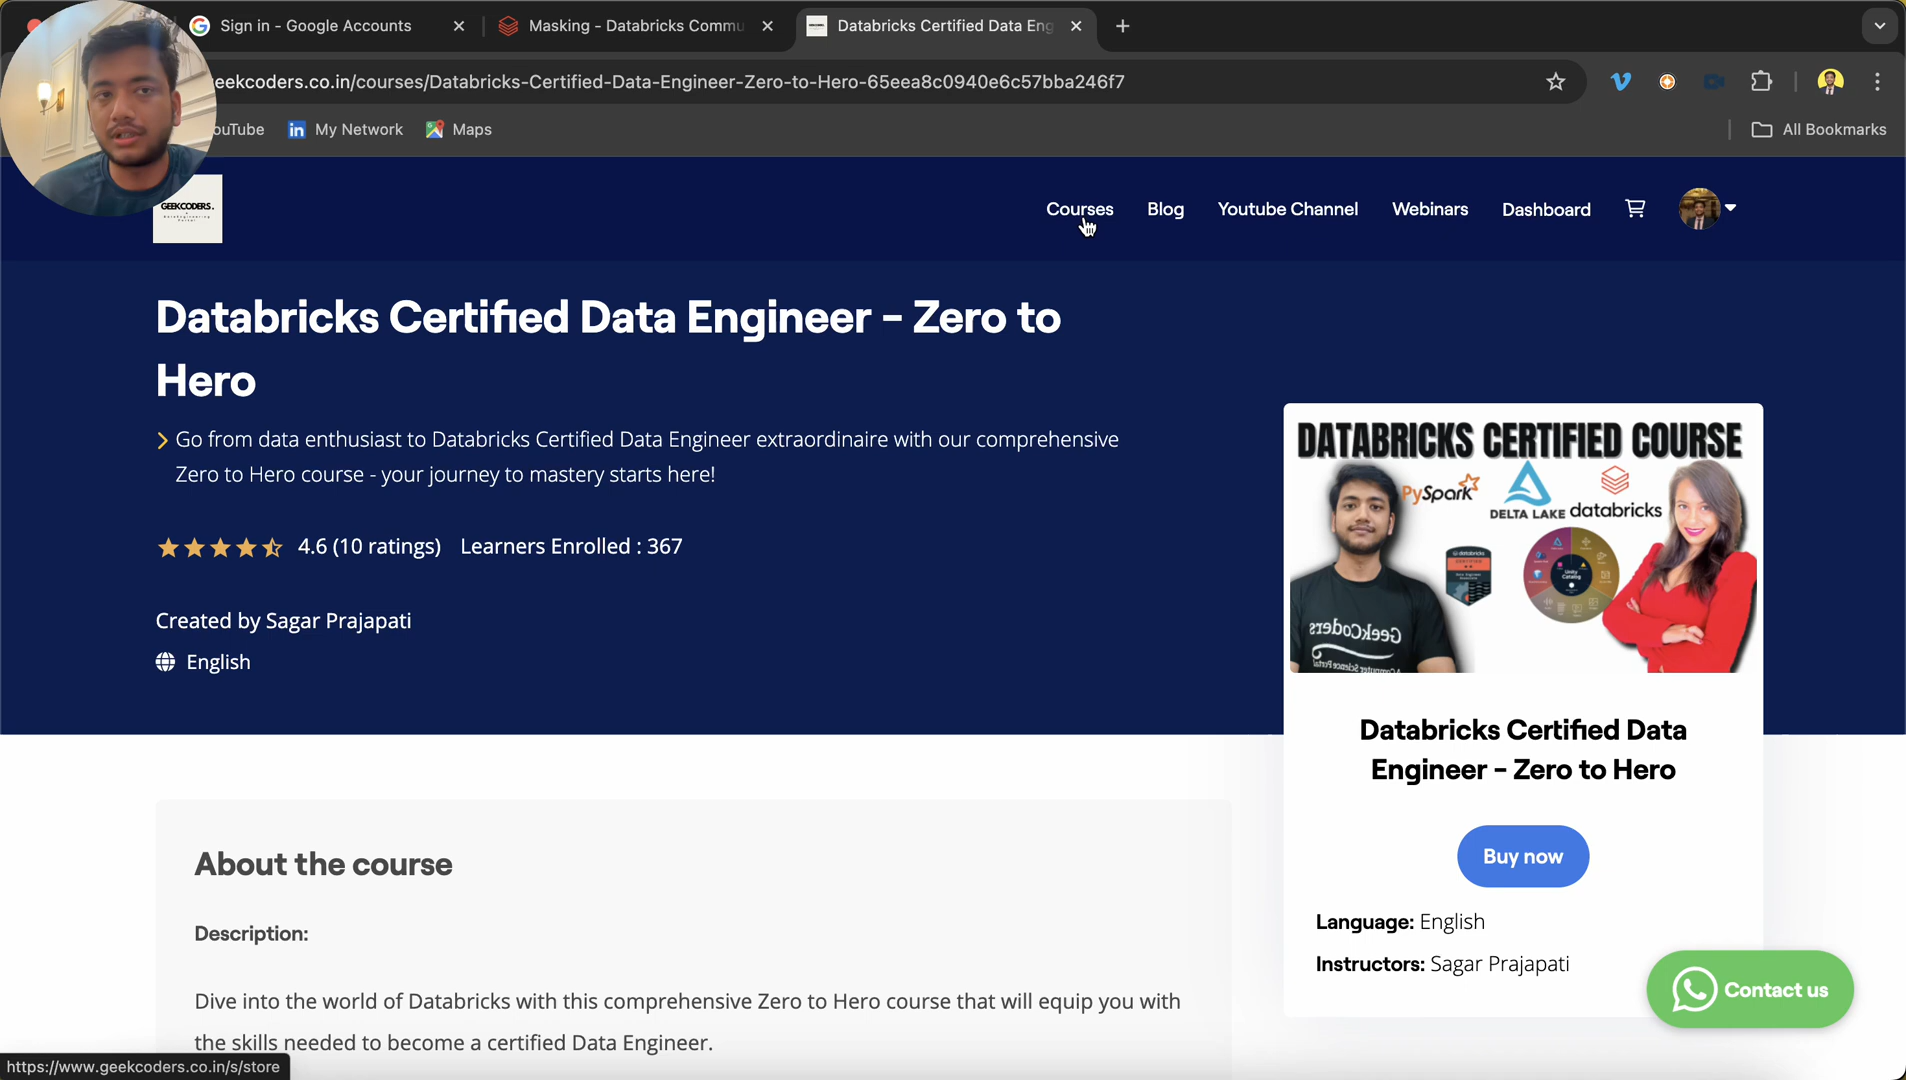 Sign in - Google Accounts
Masking - Databricks Commu
Databricks Certified Data Eng
eekcoders.co.in/courses/Databricks-Certified-Data-Engineer-Zero-to-Hero-65eea8c0940e6c57bba246f7
ouTube
My Network
Maps
All Bookmarks
GEEKCODERS.
Courses
Blog
Youtube Channel
Webinars
Dashboard
Databricks Certified Data Engineer - Zero to
Hero
Go from data enthusiast to Databricks Certified Data Engineer extraordinaire with our comprehensive
Zero to Hero course - your journey to mastery starts here!
4.6 (10 ratings) Learners Enrolled : 367
Created by Sagar Prajapati
English
DATABRICKS CERTIFIED COURSE
PySpark
DELTA LAKE
databricks
databricks
Unity
Catalog
GeekCoders
Databricks Certified Data
Engineer - Zero to Hero
Buy now
Language: English
Instructors: Sagar Prajapati
Contact us
About the course
Description:
Dive into the world of Databricks with this comprehensive Zero to Hero course that will equip you with
the skills needed to become a certified Data Engineer.
https://www.geekcoders.co.in/s/store